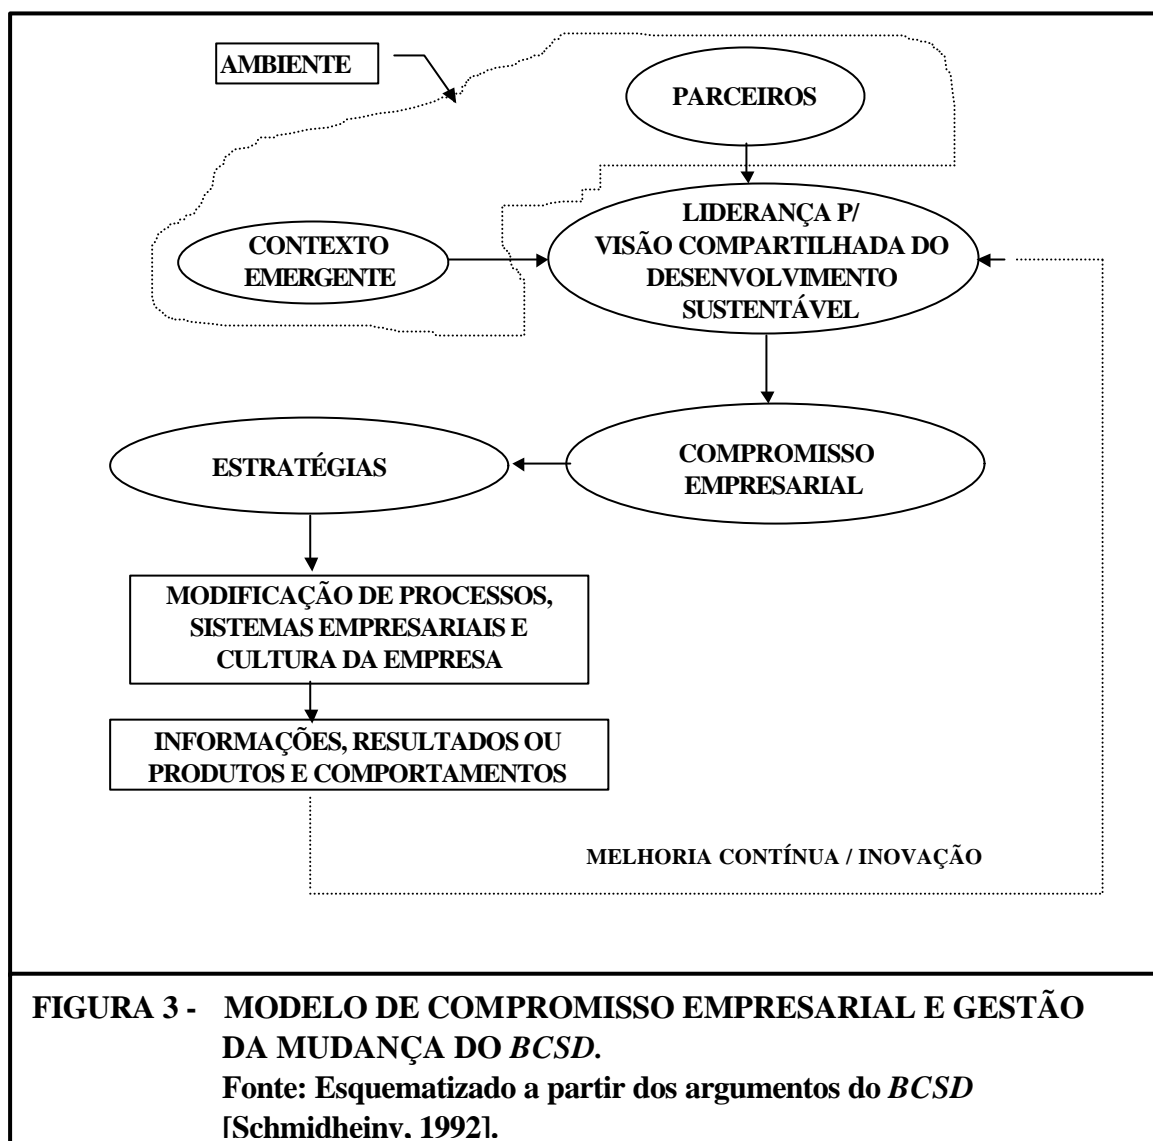 AMBIENTE
PARCEIROS
LIDERANÇA P/
VISÃO COMPARTILHADA DO
DESENVOLVIMENTO
SUSTENTÁVEL
CONTEXTO
EMERGENTE
COMPROMISSO
EMPRESARIAL
ESTRATÉGIAS
MODIFICAÇÃO DE PROCESSOS,
SISTEMAS EMPRESARIAIS E
CULTURA DA EMPRESA
INFORMAÇÕES, RESULTADOS OU
PRODUTOS E COMPORTAMENTOS
MELHORIA CONTÍNUA / INOVAÇÃO
FIGURA 3 - MODELO DE COMPROMISSO EMPRESARIAL E GESTÃO
DA MUDANÇA DO BCSD.
Fonte: Esquematizado a partir dos argumentos do BCSD
[Schmidheiny, 1992].